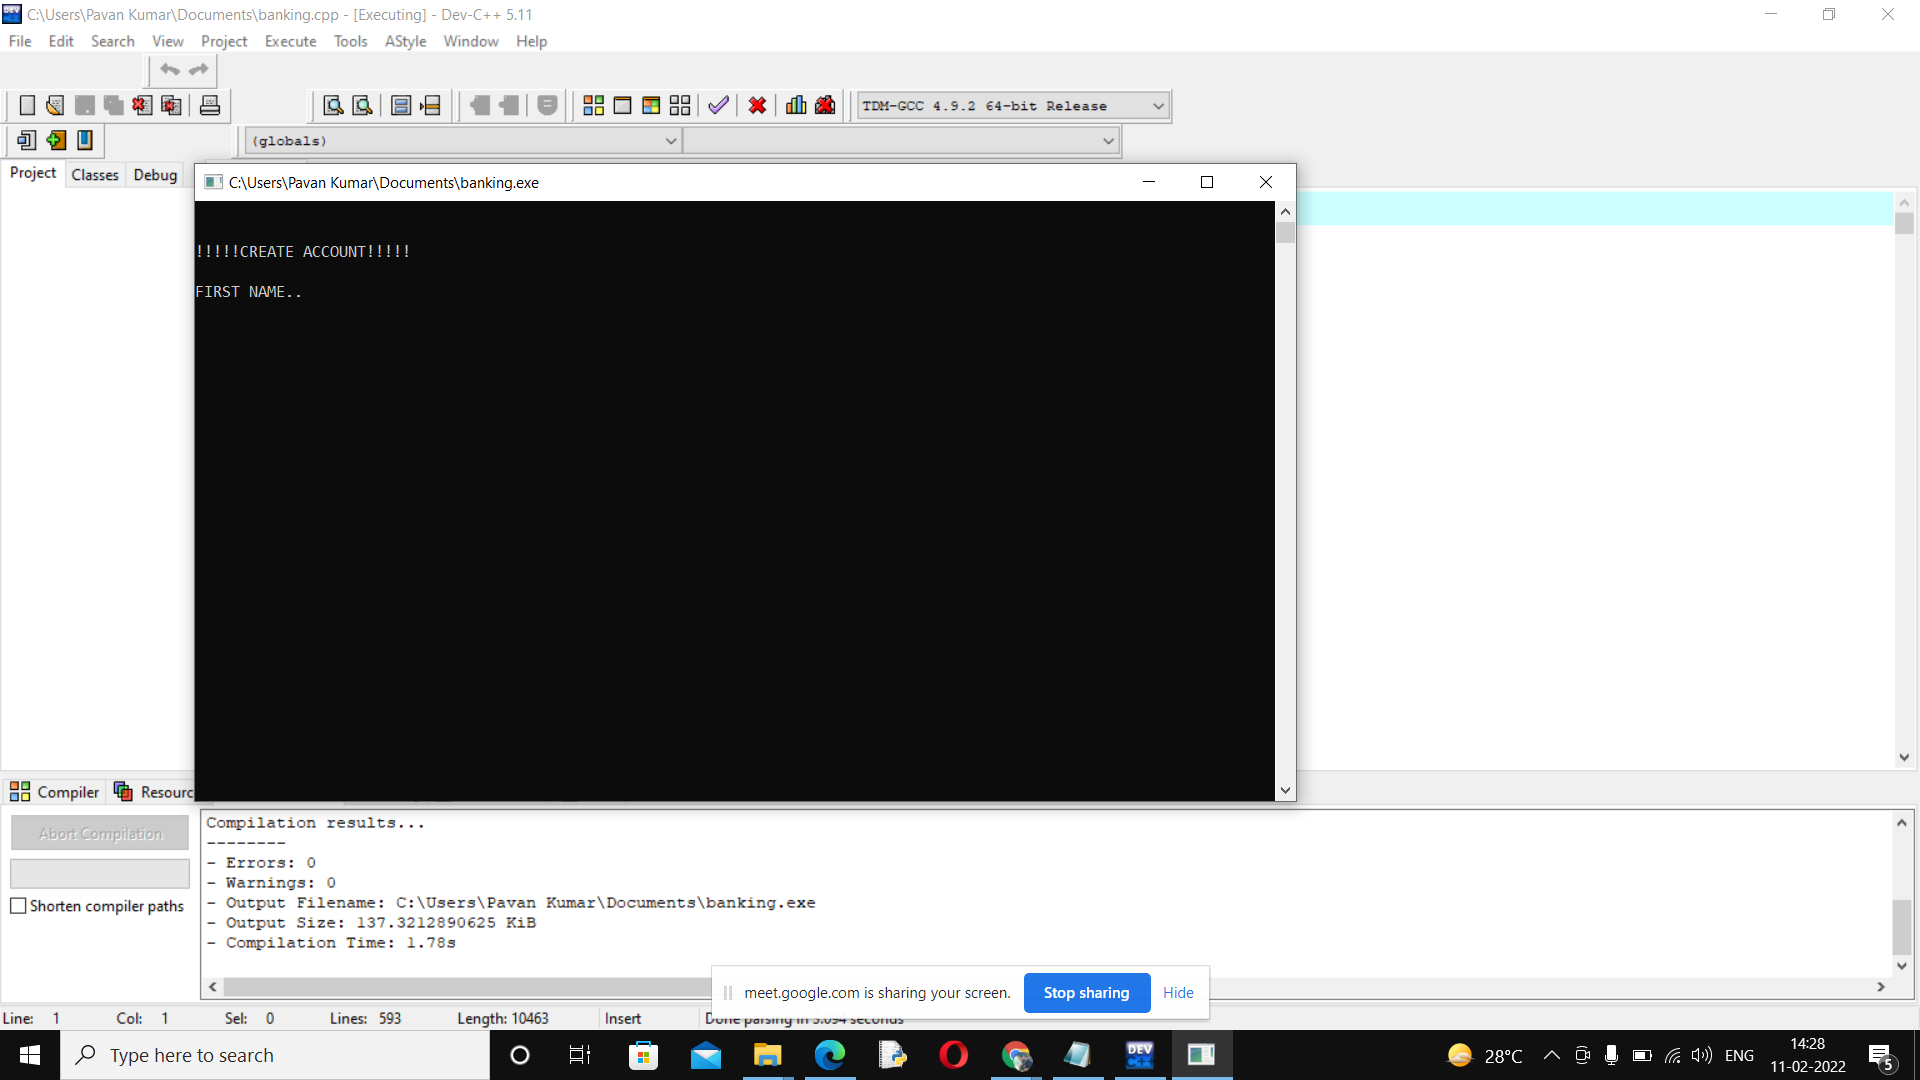 C:\Users\Pavan Kumar\Documents\banking.cpp - [Executing] - Dev-C++ 5.11
File Edit Search View Project Execute Tools AStyle Window Help
TDM-GCC 4.9.2 64-bit Release
(globals)
Project Classes Debug
C:\Users\Pavan Kumar\Documents\banking.exe
!!!!!CREATE ACCOUNT!!!!!
FIRST NAME..
Compiler
Abort Compilation
Shorten compiler paths
Compilation results...
--------
- Errors: 0
- Warnings: 0
- Output Filename: C:\Users\Pavan Kumar\Documents\banking.exe
- Output Size: 137.3212890625 KiB
- Compilation Time: 1.78s
meet.google.com is sharing your screen. Stop sharing Hide
Line: 1 Col: 1 Sel: 0 Lines: 593 Length: 10463 Insert Done parsing in 5.094 seconds
Type here to search
DEV C++
28°C ENG
14:28
11-02-2022
5